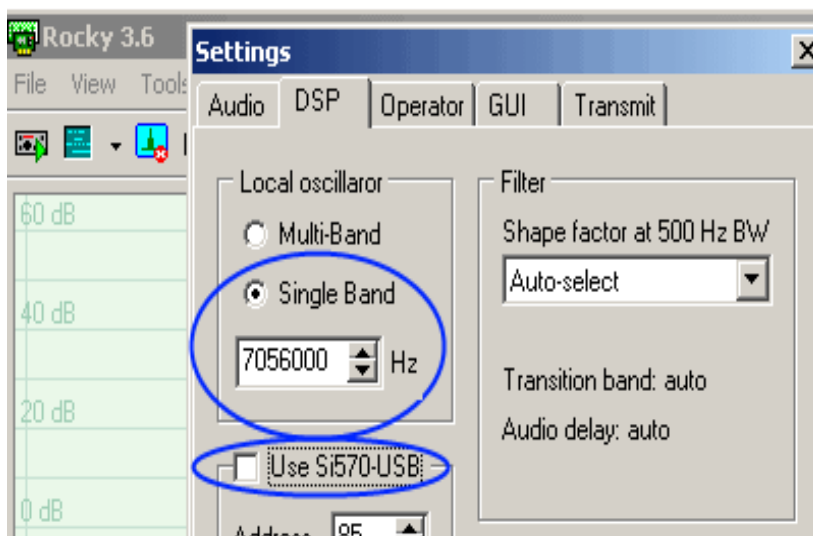 Rocky 3.6
File View Tools
60 dB
40 dB
20 dB
0 dB
Settings
Audio DSP Operator GUI Transmit
Local oscillaror
Multi-Band
Single Band
7056000 Hz
Use Si570-USB
Address 85
Filter
Shape factor at 500 Hz BW
Auto-select
Transition band: auto
Audio delay: auto